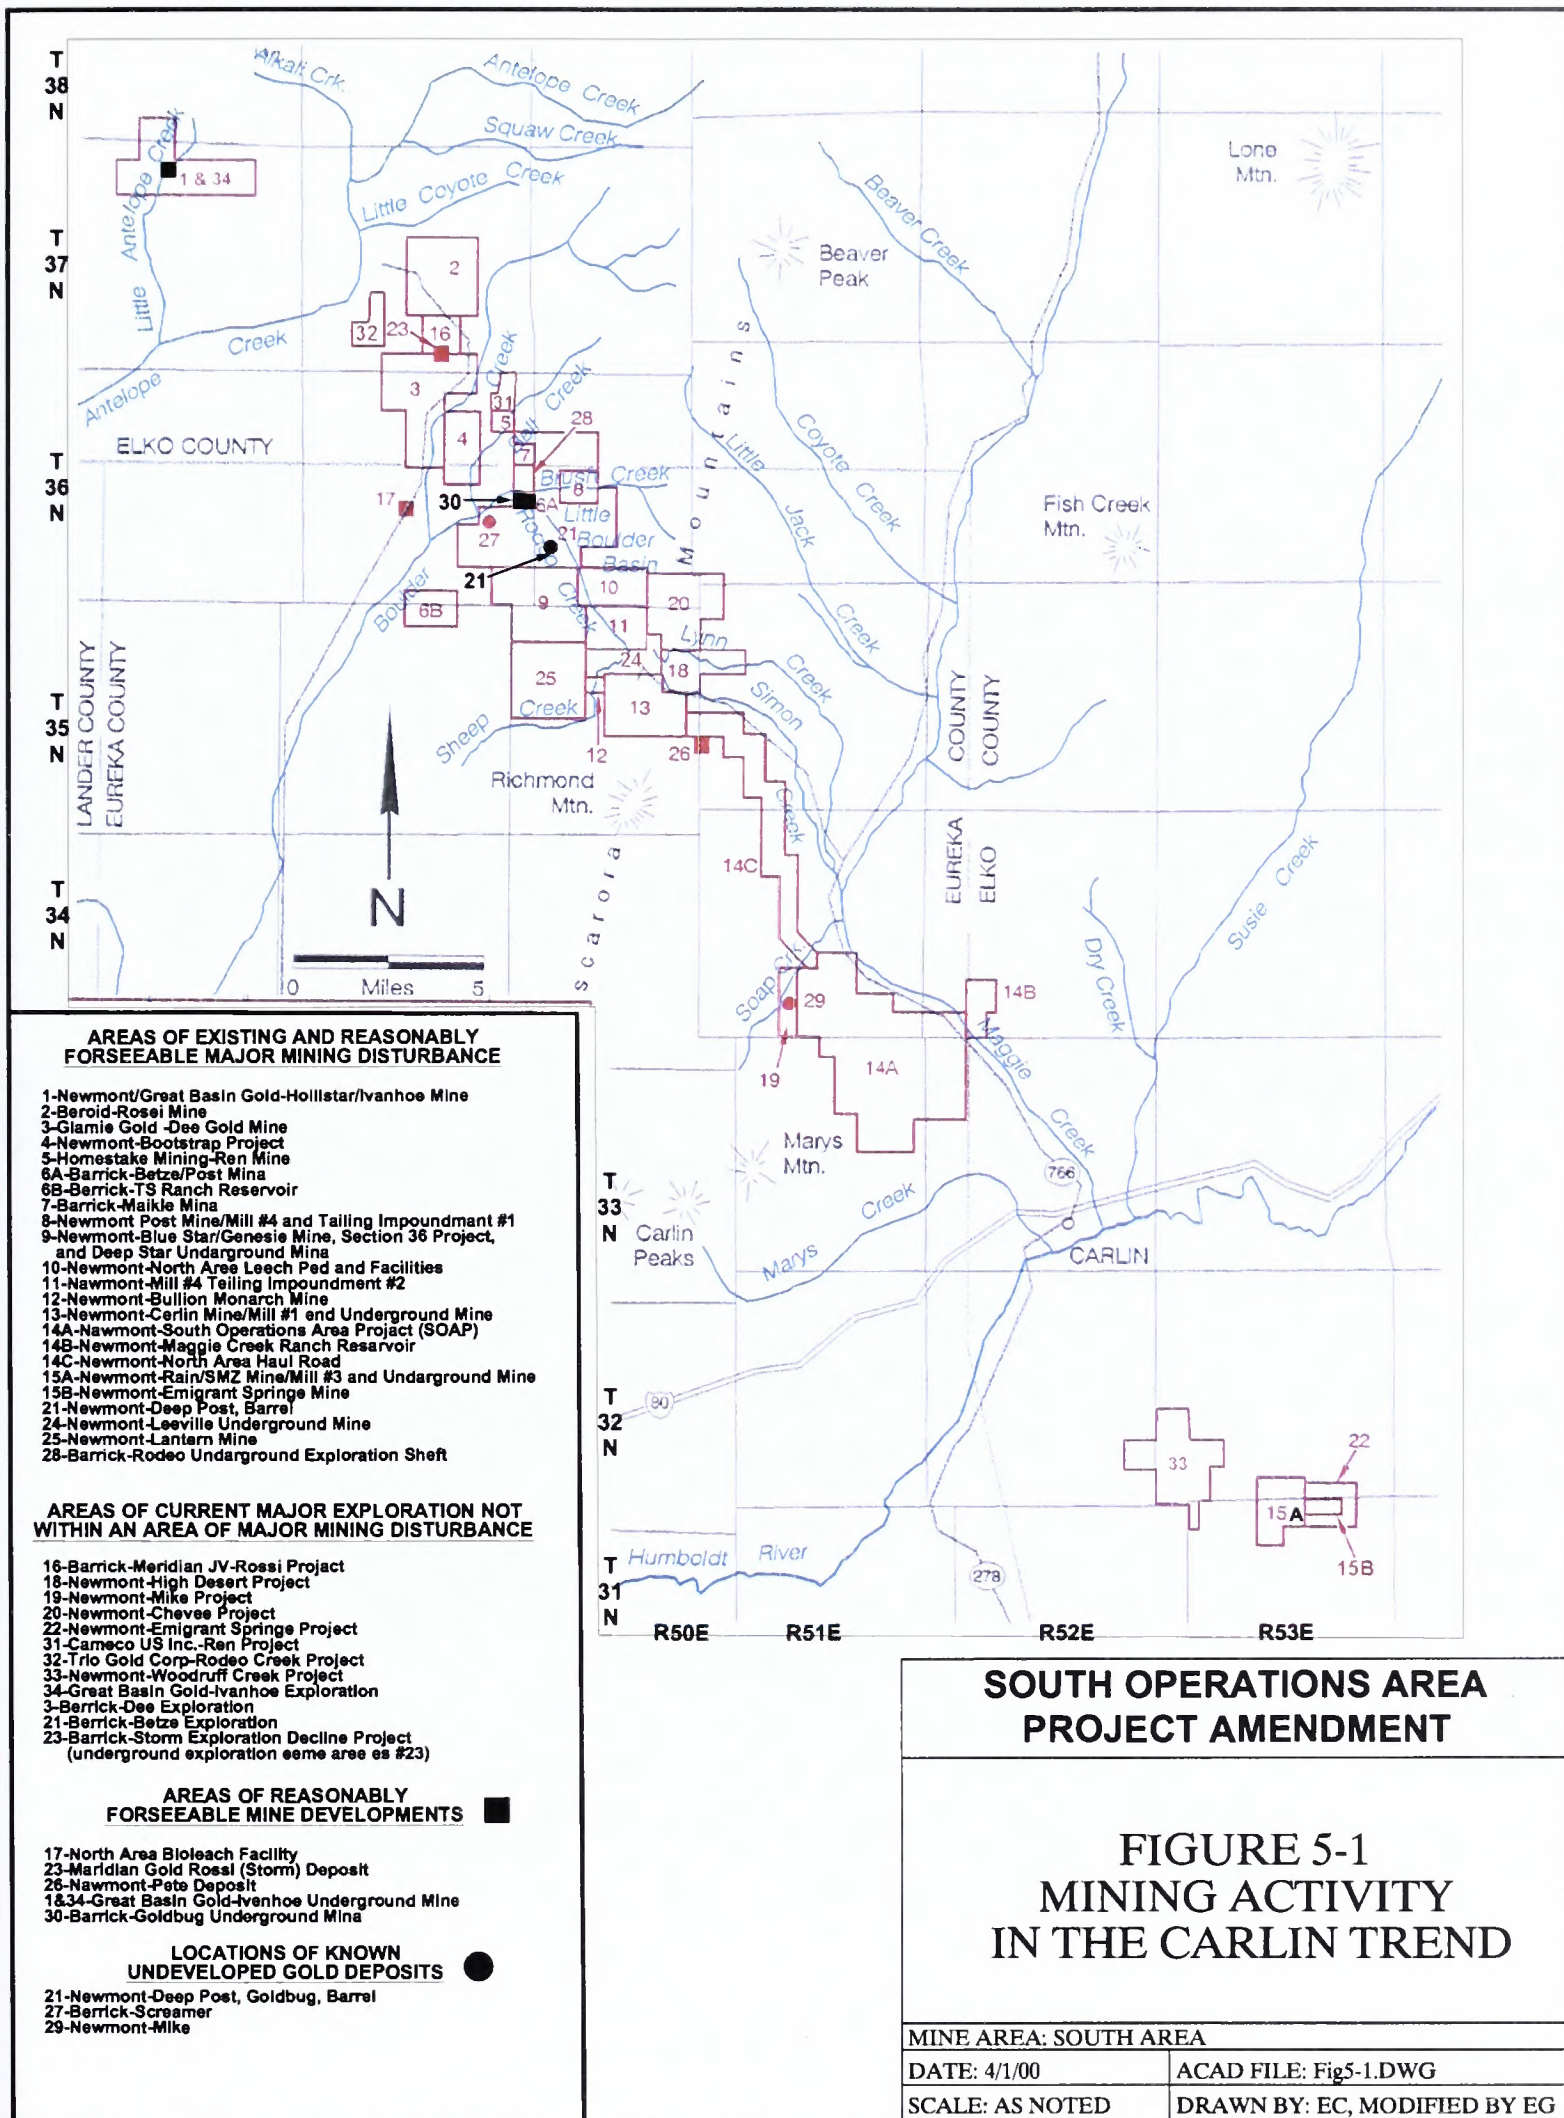 T
38
N
T
37
N
T
36
N
T
35
N
T
34
N
Alkali Crk.
Antelope Creek
Squaw Creek
Little Coyote Creek
Little Antelope Creek
1 & 34
Antelope Creek
2
32
23
16
3
Creek
31
5
Bell Creek
28
4
7
Brush Creek
8
ELKO COUNTY
17
30
6A
Little
Boulder
Basin
21
27
21
Rodeo
Creek
Boulder
6B
9
10
20
11
Lynn
Creek
24
18
25
13
Simon
Creek
Sheep Creek
12
26
Richmond
Mtn.
LANDER COUNTY
EUREKA COUNTY
N
0 Miles 5
Mountains
Beaver
Peak
Beaver Creek
Lone
Mtn.
Coyote
Creek
Little
Jack
Creek
Fish Creek
Mtn.
EUREKA COUNTY
ELKO COUNTY
14C
Susie Creek
Dry Creek
Soap Crk.
29
14B
19
14A
Maggie
Creek
Marys
Mtn.
766
T
33
N
Carlin
Peaks
Marys
Creek
CARLIN
T
32
N
80
33
22
15A
15B
T
31
N
Humboldt River
278
R50E R51E R52E R53E
AREAS OF EXISTING AND REASONABLY
FORSEEABLE MAJOR MINING DISTURBANCE
1-Newmont/Great Basin Gold-Hollistar/Ivanhoe Mine
2-Beroid-Rosei Mine
3-Glamie Gold -Dee Gold Mine
4-Newmont-Bootstrap Project
5-Homestake Mining-Ren Mine
6A-Barrick-Betze/Post Mina
6B-Berrick-TS Ranch Reservoir
7-Barrick-Maikle Mina
8-Newmont Post Mine/Mill #4 and Tailing Impoundmant #1
9-Newmont-Blue Star/Genesie Mine, Section 36 Project,
and Deep Star Undarground Mina
10-Newmont-North Area Leech Ped and Facilities
11-Nawmont-Mill #4 Teiling Impoundment #2
12-Newmont-Bullion Monarch Mine
13-Newmont-Cerlin Mine/Mill #1 end Underground Mine
14A-Nawmont-South Operations Area Project (SOAP)
14B-Newmont-Maggie Creek Ranch Resarvoir
14C-Newmont-North Area Haul Road
15A-Newmont-Rain/SMZ Mine/Mill #3 and Undarground Mine
15B-Newmont-Emigrant Springe Mine
21-Newmont-Deep Post, Barrel
24-Newmont-Leeville Underground Mine
25-Newmont-Lantern Mine
28-Barrick-Rodeo Undarground Exploration Sheft
AREAS OF CURRENT MAJOR EXPLORATION NOT
WITHIN AN AREA OF MAJOR MINING DISTURBANCE
16-Barrick-Meridian JV-Rossi Projact
18-Newmont-High Desert Project
19-Newmont-Mike Project
20-Newmont-Chevee Project
22-Newmont-Emigrant Springe Project
31-Cameco US Inc.-Ren Project
32-Trio Gold Corp-Rodeo Creek Project
33-Newmont-Woodruff Creek Project
34-Great Basin Gold-Ivanhoe Exploration
3-Berrick-Dee Exploration
21-Berrick-Betze Exploration
23-Barrick-Storm Exploration Decline Project
(underground exploration eeme aree es #23)
AREAS OF REASONABLY
FORSEEABLE MINE DEVELOPMENTS
17-North Area Bioleach Facility
23-Maridian Gold Rossi (Storm) Deposit
26-Nawmont-Pete Deposit
1&34-Great Basin Gold-Ivenhoe Underground Mine
30-Barrick-Goldbug Underground Mina
LOCATIONS OF KNOWN
UNDEVELOPED GOLD DEPOSITS
21-Newmont-Deep Post, Goldbug, Barrel
27-Berrick-Screamer
29-Newmont-Mike
SOUTH OPERATIONS AREA
PROJECT AMENDMENT
FIGURE 5-1
MINING ACTIVITY
IN THE CARLIN TREND
MINE AREA: SOUTH AREA
DATE: 4/1/00
ACAD FILE: Fig5-1.DWG
SCALE: AS NOTED
DRAWN BY: EC, MODIFIED BY EG